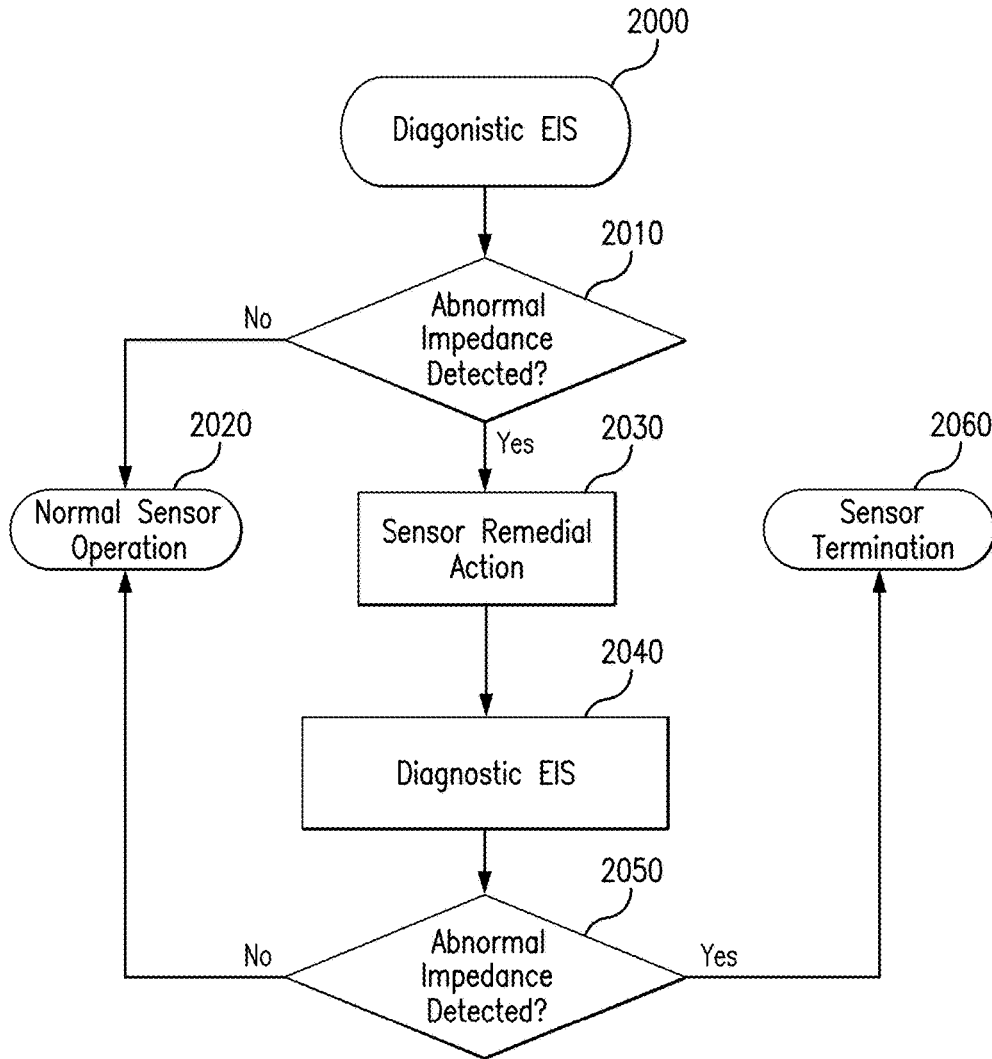 2000
Diagonistic EIS
2010
Abnormal
Impedance
Detected?
No
Yes
2020
Normal Sensor
Operation
2030
Sensor Remedial
Action
2060
Sensor
Termination
2040
Diagnostic EIS
2050
Abnormal
Impedance
Detected?
No
Yes